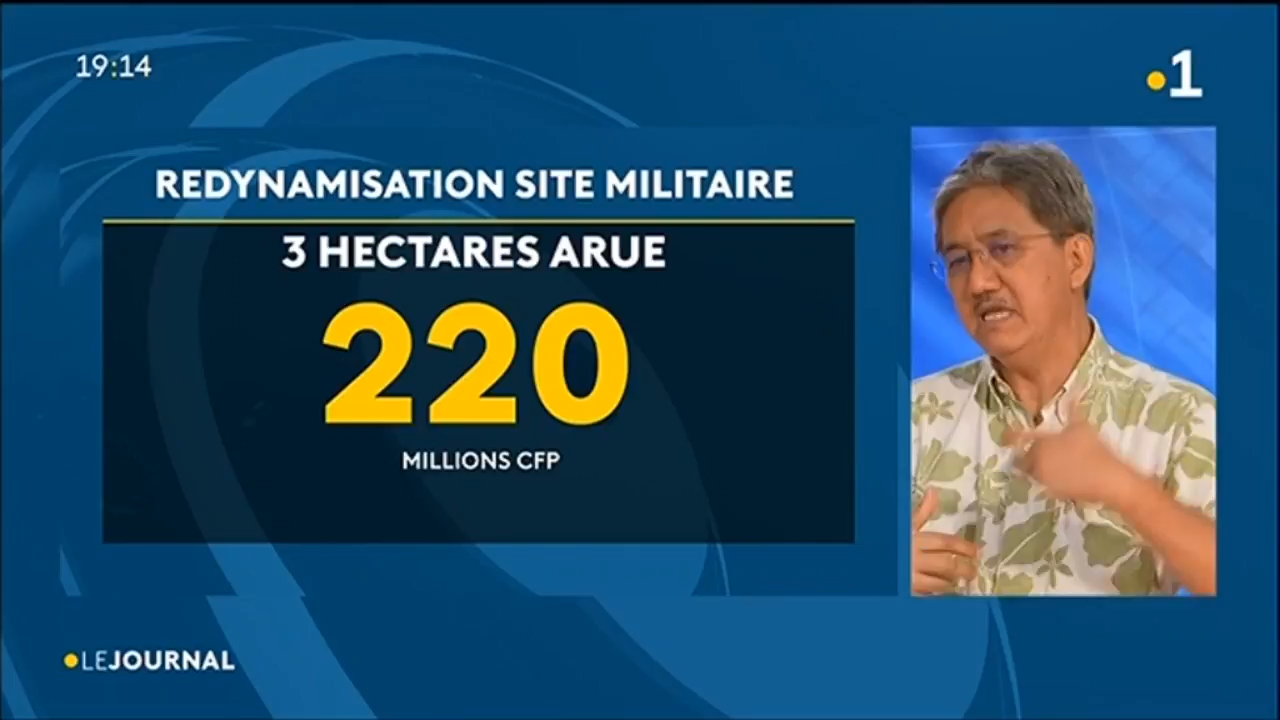 19:14
1
REDYNAMISATION SITE MILITAIRE
3 HECTARES ARUE
220
MILLIONS CFP
LEJOURNAL